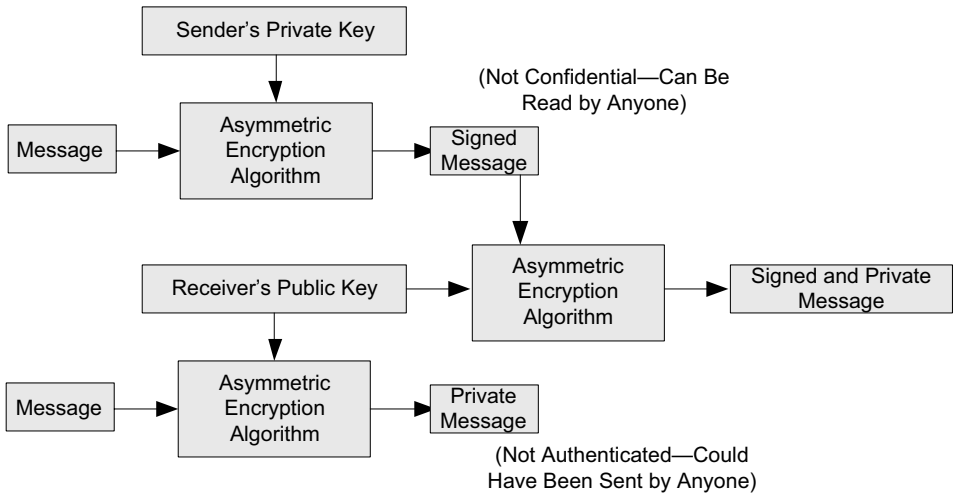 Sender's Private Key
(Not Confidential—Can Be
Read by Anyone)
Message
Asymmetric
Encryption
Algorithm
Signed
Message
Receiver's Public Key
Asymmetric
Encryption
Algorithm
Signed and Private
Message
Message
Asymmetric
Encryption
Algorithm
Private
Message
(Not Authenticated—Could
Have Been Sent by Anyone)